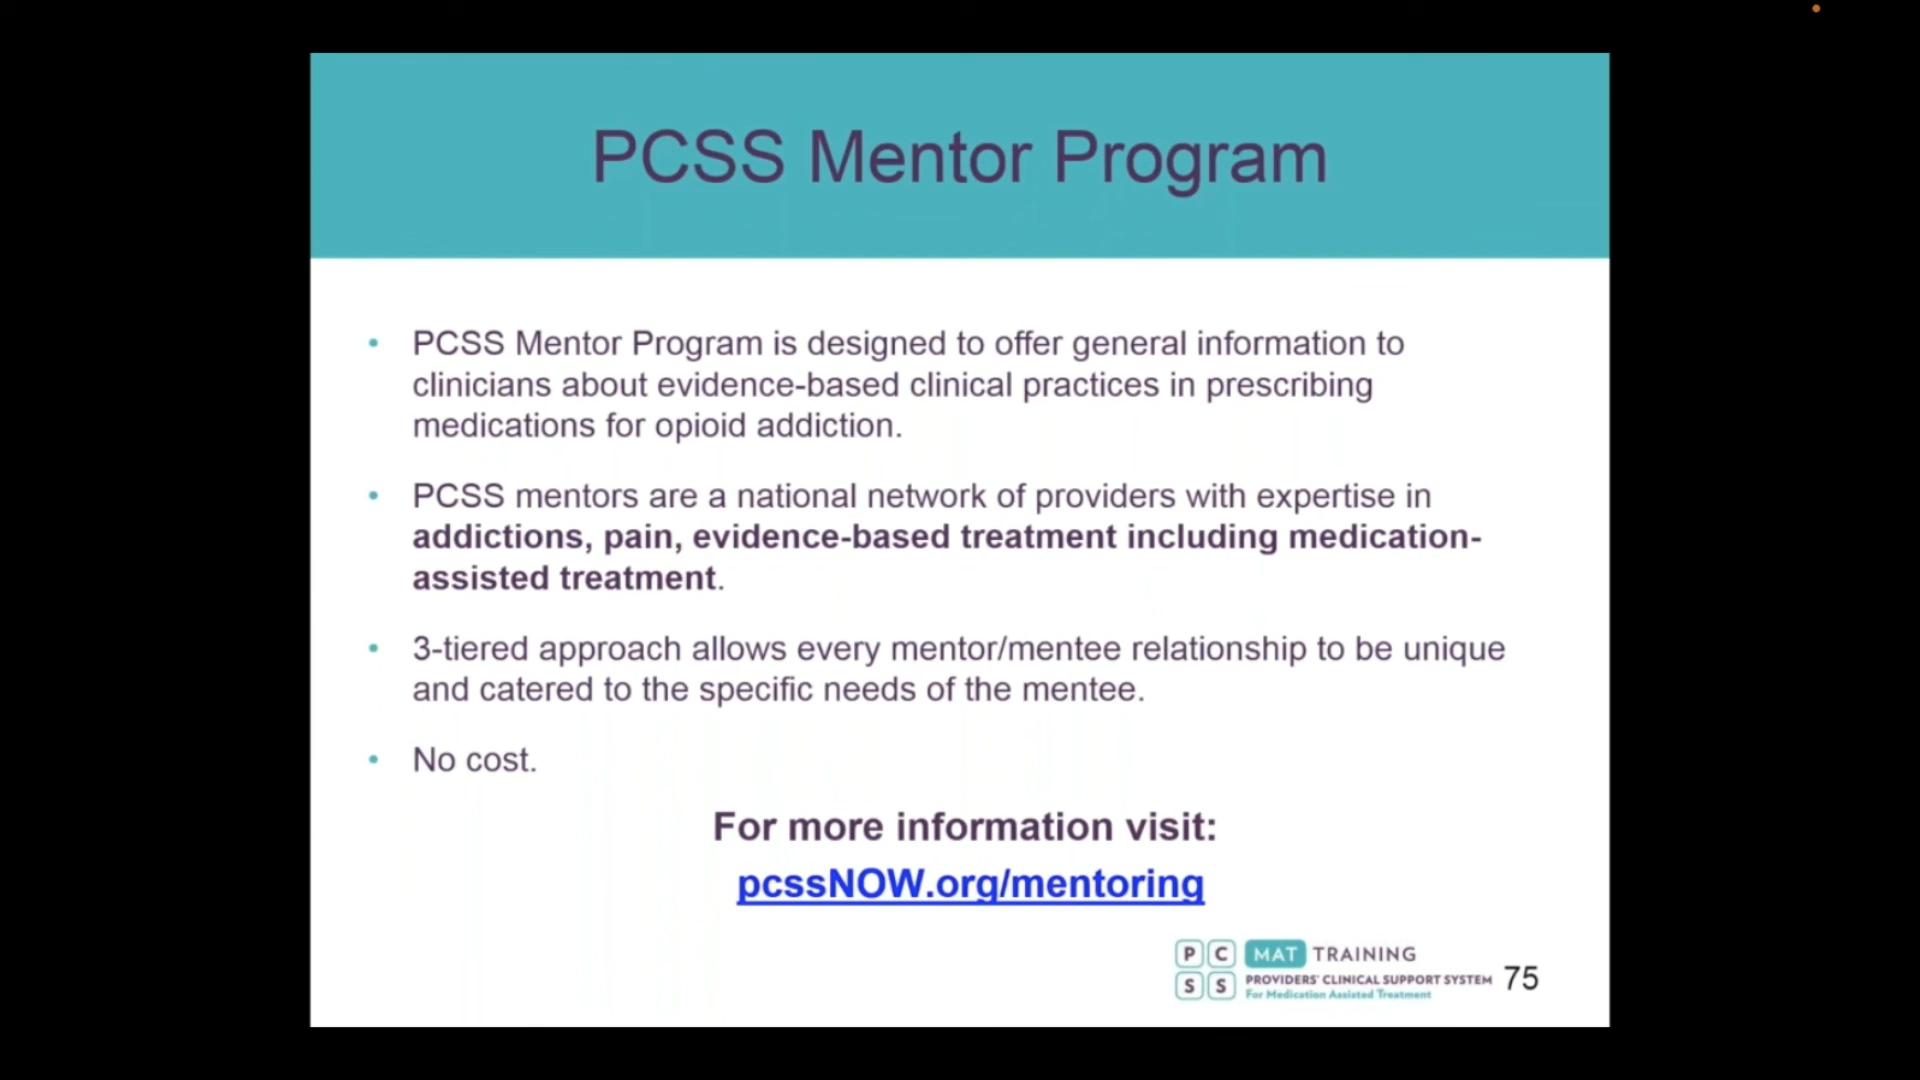 PCSS Mentor Program
• PCSS Mentor Program is designed to offer general information to
clinicians about evidence-based clinical practices in prescribing
medications for opioid addiction.
• PCSS mentors are a national network of providers with expertise in
addictions, pain, evidence-based treatment including medication-
assisted treatment.
• 3-tiered approach allows every mentor/mentee relationship to be unique
and catered to the specific needs of the mentee.
• No cost.
For more information visit:
pcssNOW.org/mentoring
P C MAT TRAINING
S S PROVIDERS' CLINICAL SUPPORT SYSTEM 75
For Medication Assisted Treatment